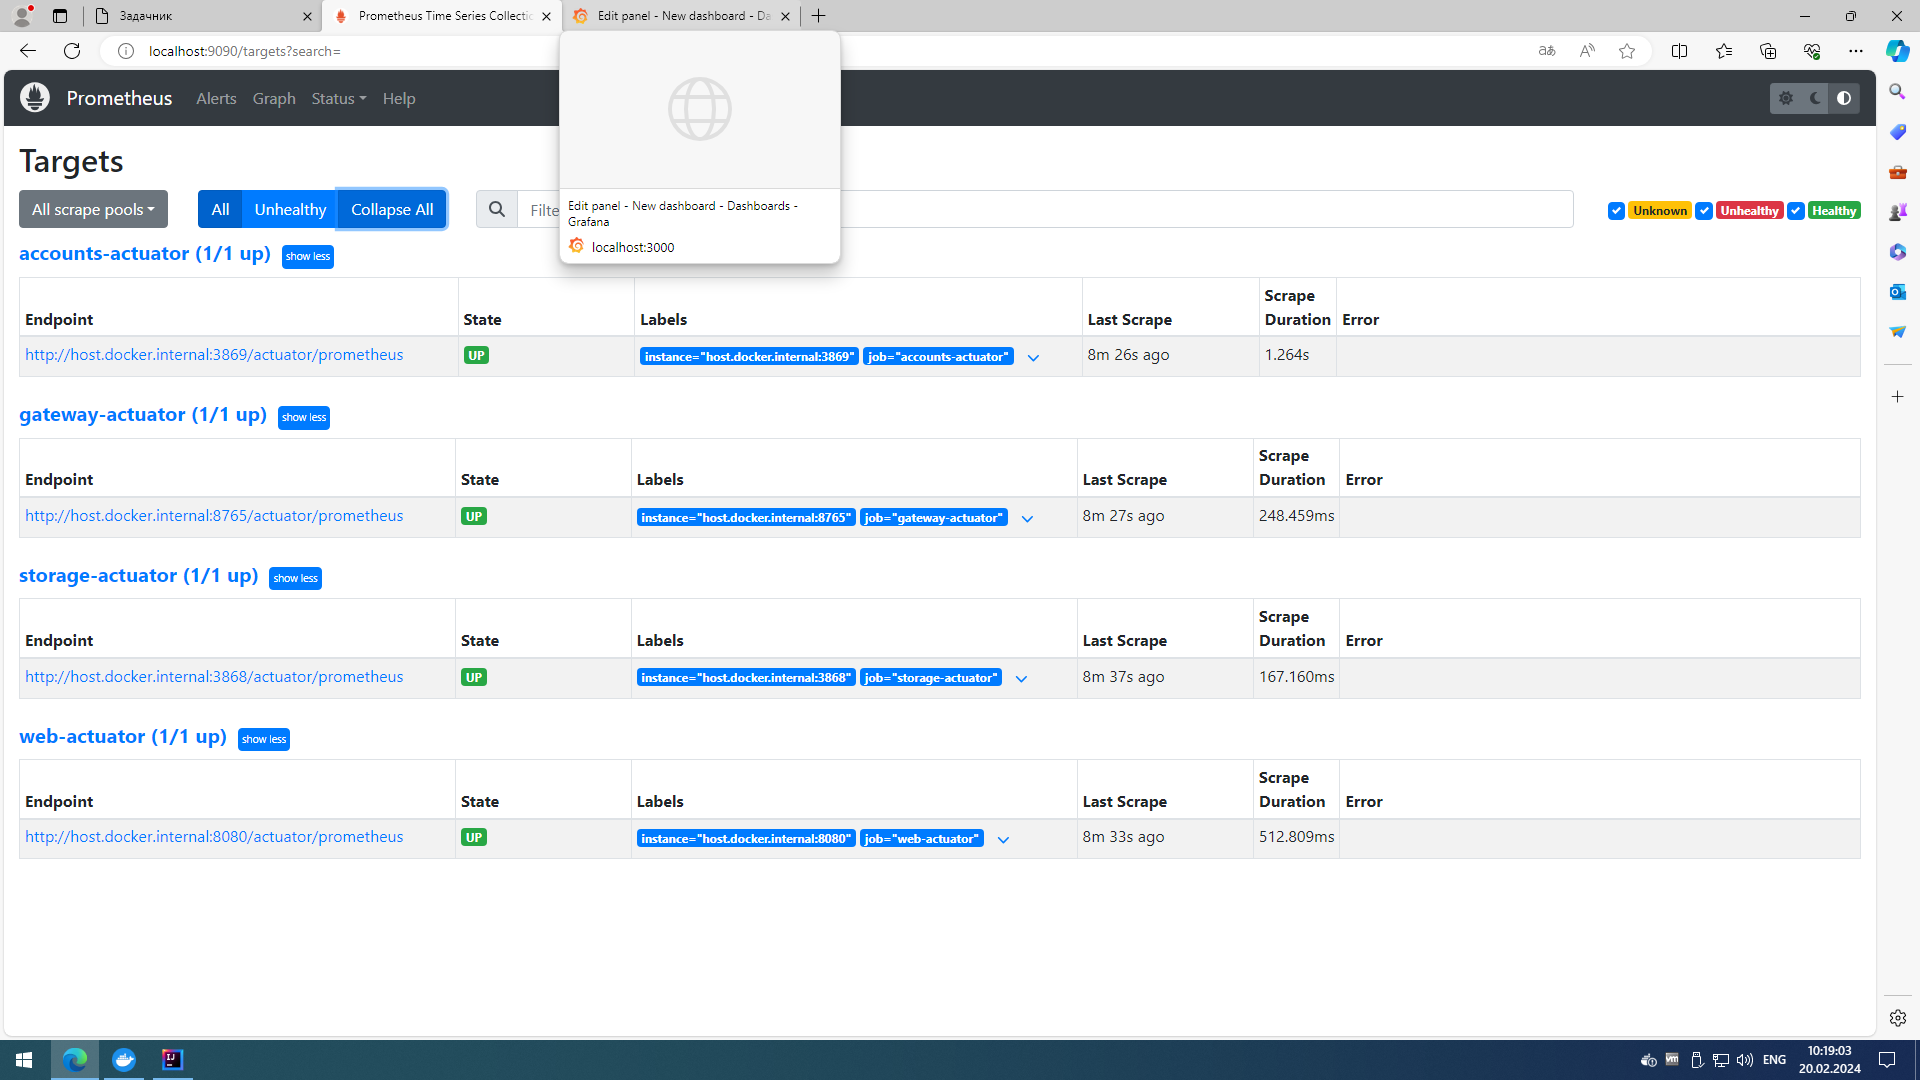 Задачник
Prometheus Time Series Collectic
Edit panel - New dashboard - Da
localhost:9090/targets?search=
Prometheus
Alerts
Graph
Status
Help
Edit panel - New dashboard - Dashboards -
Grafana
localhost:3000
Targets
All scrape pools
All
Unhealthy
Collapse All
Filte
Unknown
Unhealthy
Healthy
accounts-actuator (1/1 up) show less
Endpoint State Labels Last Scrape Scrape Duration Error
http://host.docker.internal:3869/actuator/prometheus UP instance="host.docker.internal:3869" job="accounts-actuator" 8m 26s ago 1.264s
gateway-actuator (1/1 up) show less
Endpoint State Labels Last Scrape Scrape Duration Error
http://host.docker.internal:8765/actuator/prometheus UP instance="host.docker.internal:8765" job="gateway-actuator" 8m 27s ago 248.459ms
storage-actuator (1/1 up) show less
Endpoint State Labels Last Scrape Scrape Duration Error
http://host.docker.internal:3868/actuator/prometheus UP instance="host.docker.internal:3868" job="storage-actuator" 8m 37s ago 167.160ms
web-actuator (1/1 up) show less
Endpoint State Labels Last Scrape Scrape Duration Error
http://host.docker.internal:8080/actuator/prometheus UP instance="host.docker.internal:8080" job="web-actuator" 8m 33s ago 512.809ms
ENG
10:19:03
20.02.2024